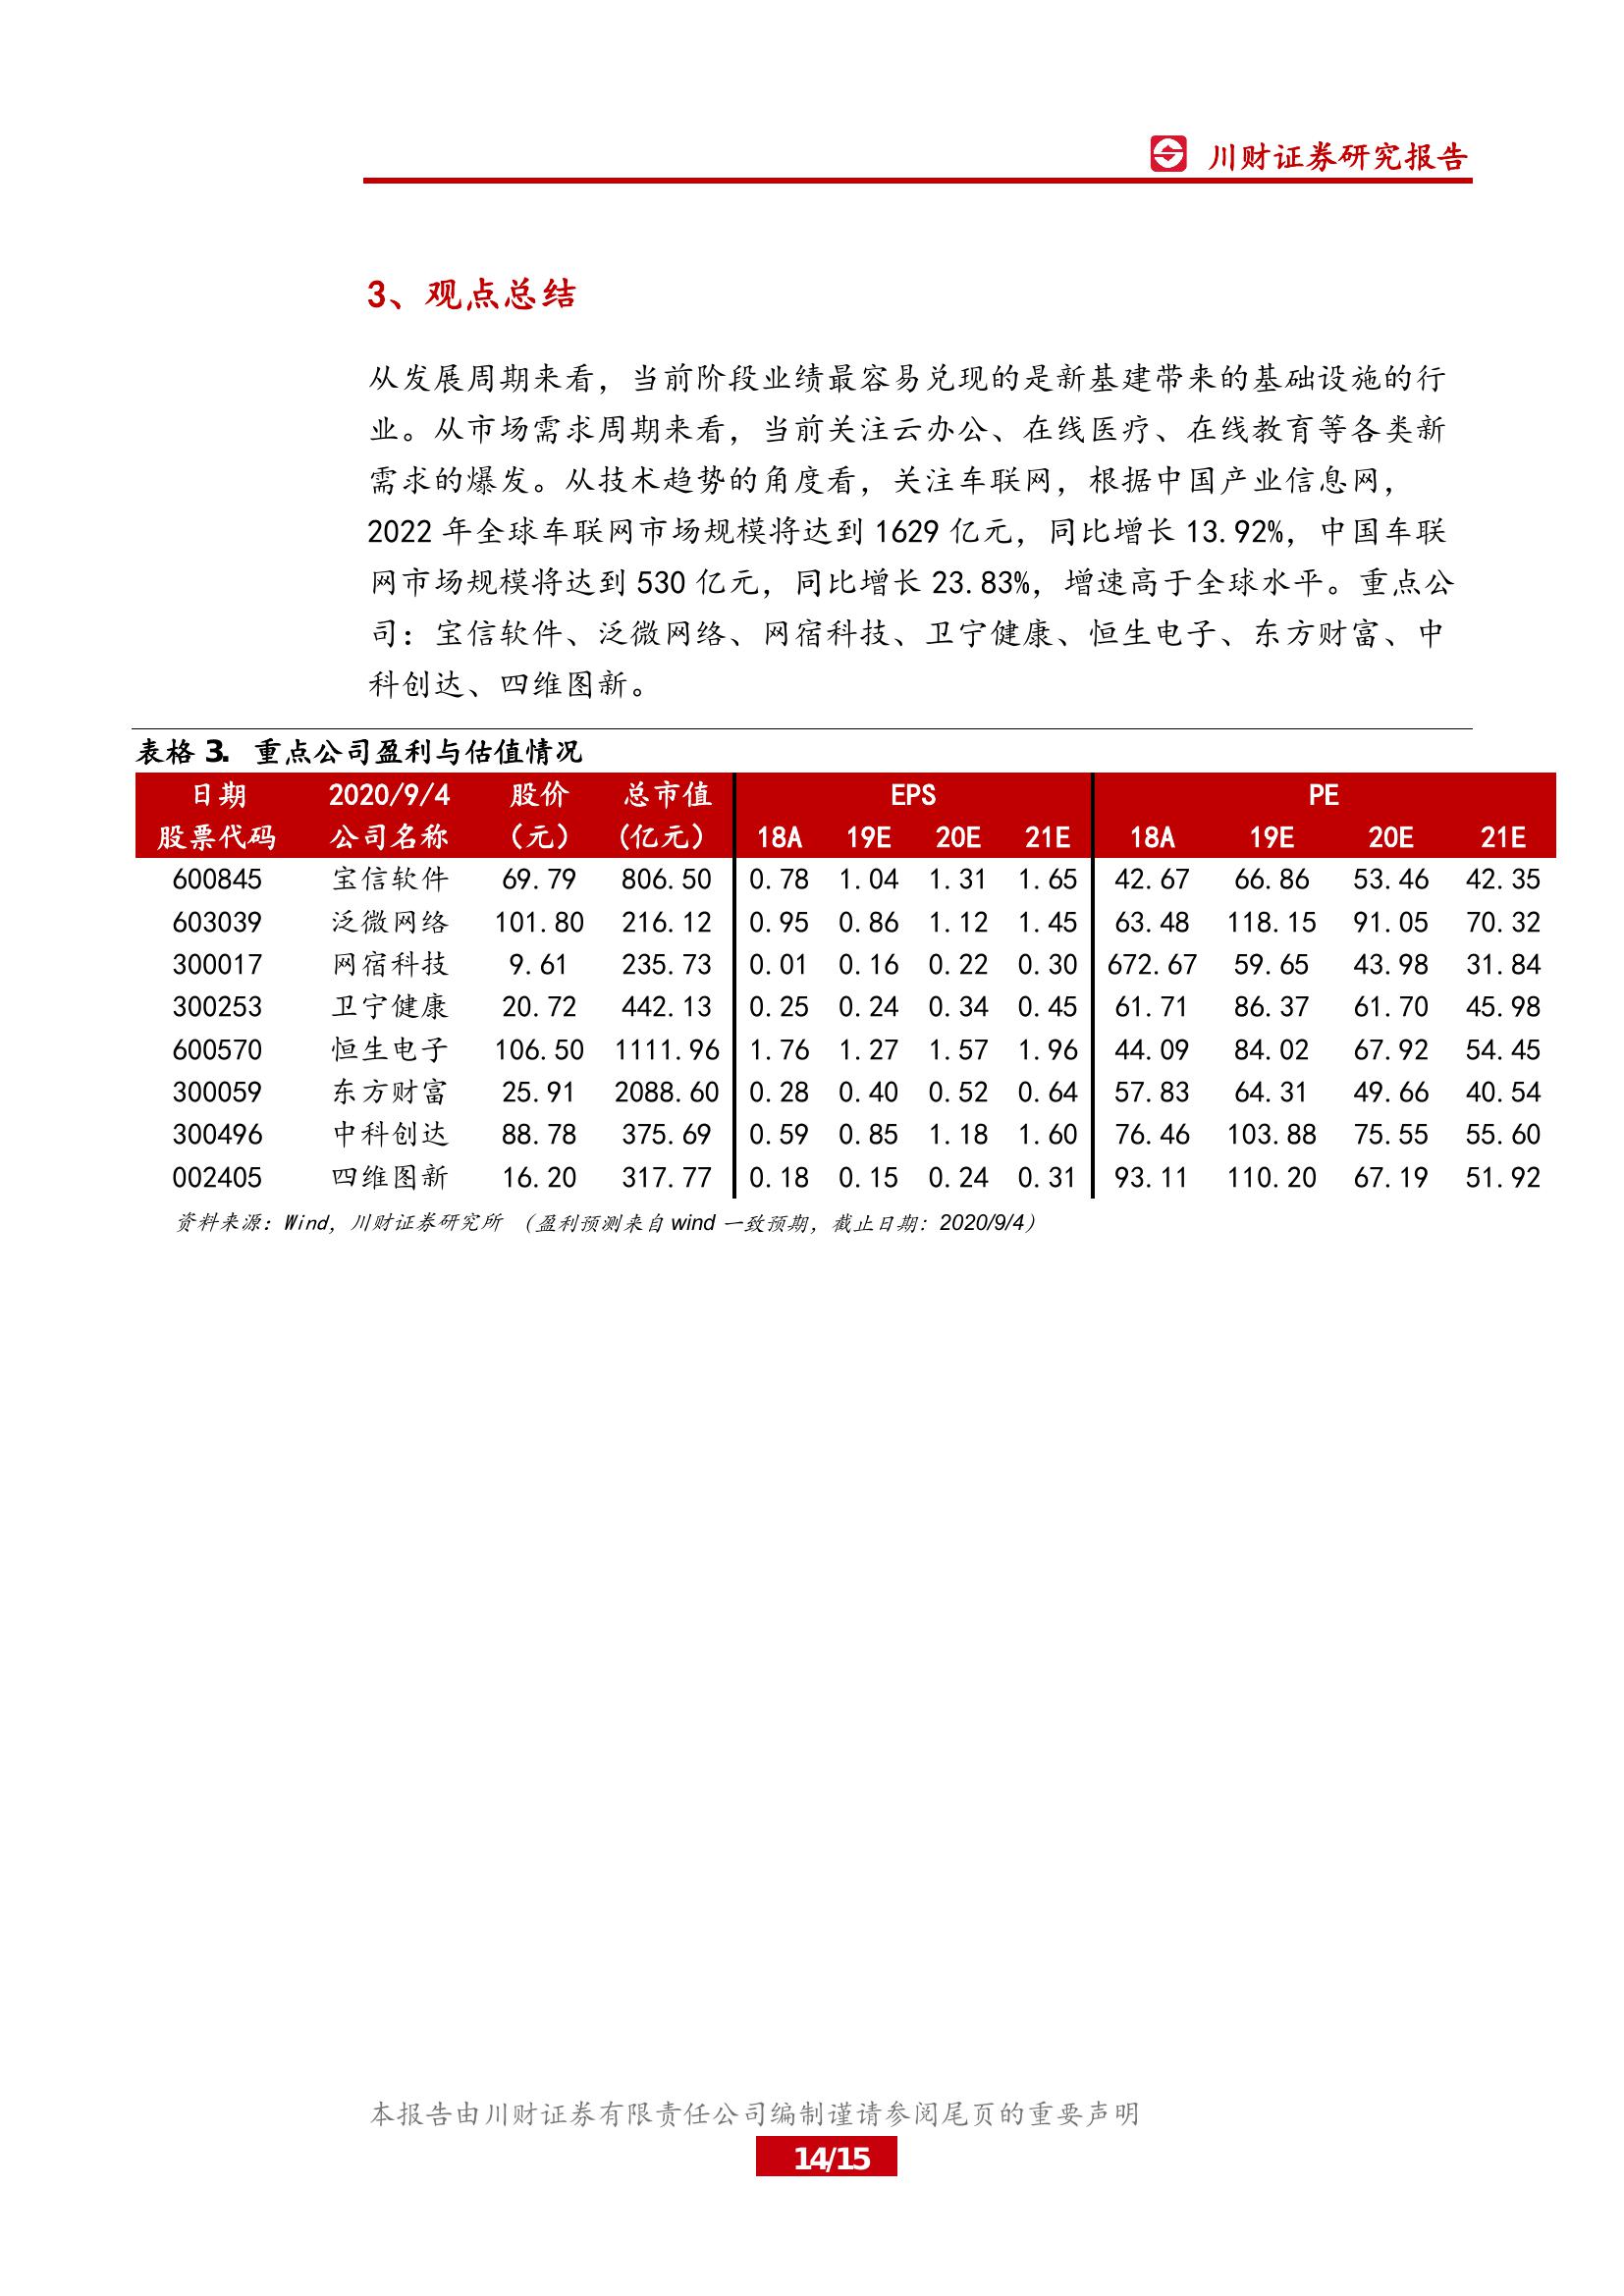 川财证券研究报告
3、观点总结
从发展周期来看，当前阶段业绩最容易兑现的是新基建带来的基础设施的行
业。从市场需求周期来看，当前关注云办公、在线医疗、在线教育等各类新
需求的爆发。从技术趋势的角度看，关注车联网，根据中国产业信息网，
2022 年全球车联网市场规模将达到 1629 亿元，同比增长 13.92%，中国车联
网市场规模将达到 530 亿元，同比增长 23.83%，增速高于全球水平。重点公
司：宝信软件、泛微网络、网宿科技、卫宁健康、恒生电子、东方财富、中
科创达、四维图新。
表格 3. 重点公司盈利与估值情况
日期 2020/9/4 股价 总市值 EPS PE
股票代码 公司名称 （元） (亿元） 18A 19E 20E 21E 18A 19E 20E 21E
600845 宝信软件 69.79 806.50 0.78 1.04 1.31 1.65 42.67 66.86 53.46 42.35
603039 泛微网络 101.80 216.12 0.95 0.86 1.12 1.45 63.48 118.15 91.05 70.32
300017 网宿科技 9.61 235.73 0.01 0.16 0.22 0.30 672.67 59.65 43.98 31.84
300253 卫宁健康 20.72 442.13 0.25 0.24 0.34 0.45 61.71 86.37 61.70 45.98
600570 恒生电子 106.50 1111.96 1.76 1.27 1.57 1.96 44.09 84.02 67.92 54.45
300059 东方财富 25.91 2088.60 0.28 0.40 0.52 0.64 57.83 64.31 49.66 40.54
300496 中科创达 88.78 375.69 0.59 0.85 1.18 1.60 76.46 103.88 75.55 55.60
002405 四维图新 16.20 317.77 0.18 0.15 0.24 0.31 93.11 110.20 67.19 51.92
资料来源：Wind，川财证券研究所 （盈利预测来自 wind 一致预期，截止日期：2020/9/4）
本报告由川财证券有限责任公司编制谨请参阅尾页的重要声明
14/15